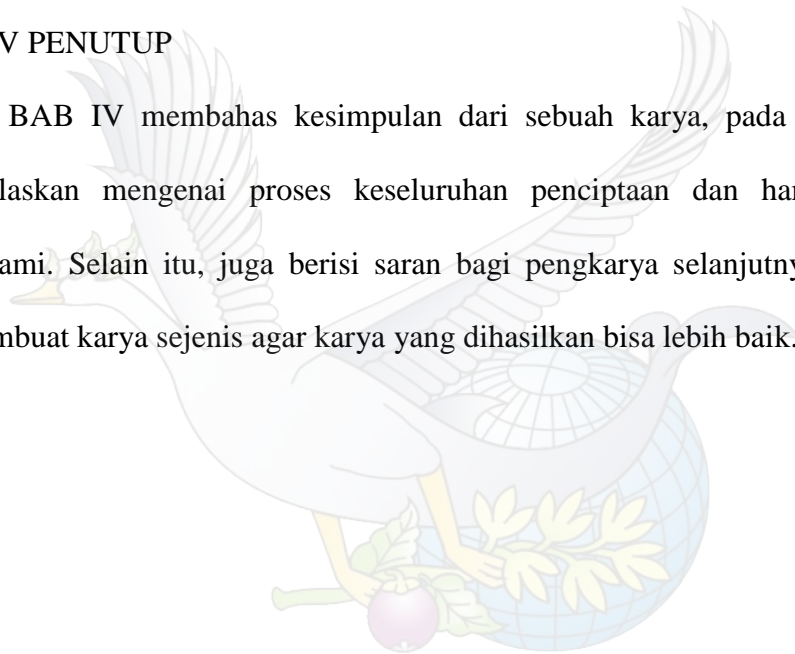 V PENUTUP
BAB IV membahas kesimpulan dari sebuah karya, pada
laskan mengenai proses keseluruhan penciptaan dan har
ami. Selain itu, juga berisi saran bagi pengkarya selanjutny
mbuat karya sejenis agar karya yang dihasilkan bisa lebih baik.